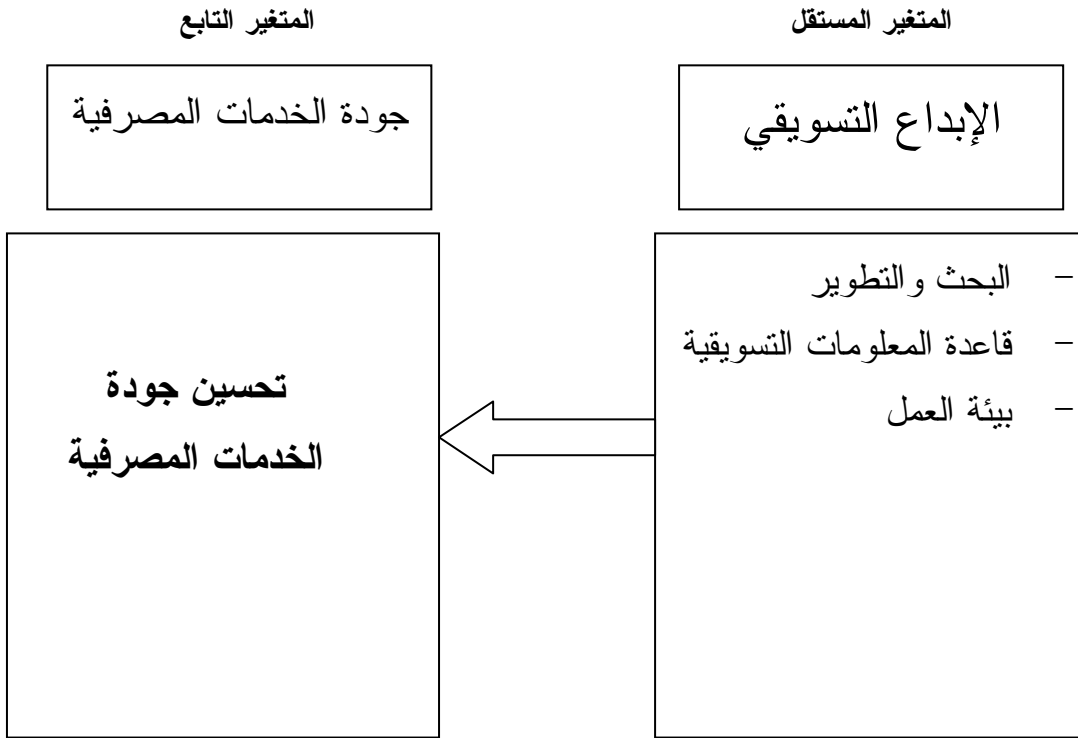 المتغير المستقل
المتغير التابع
الإبداع التسويقي
جودة الخدمات المصرفية
- البحث والتطوير
- قاعدة المعلومات التسويقية
- بيئة العمل
تحسين جودة
الخدمات المصرفية